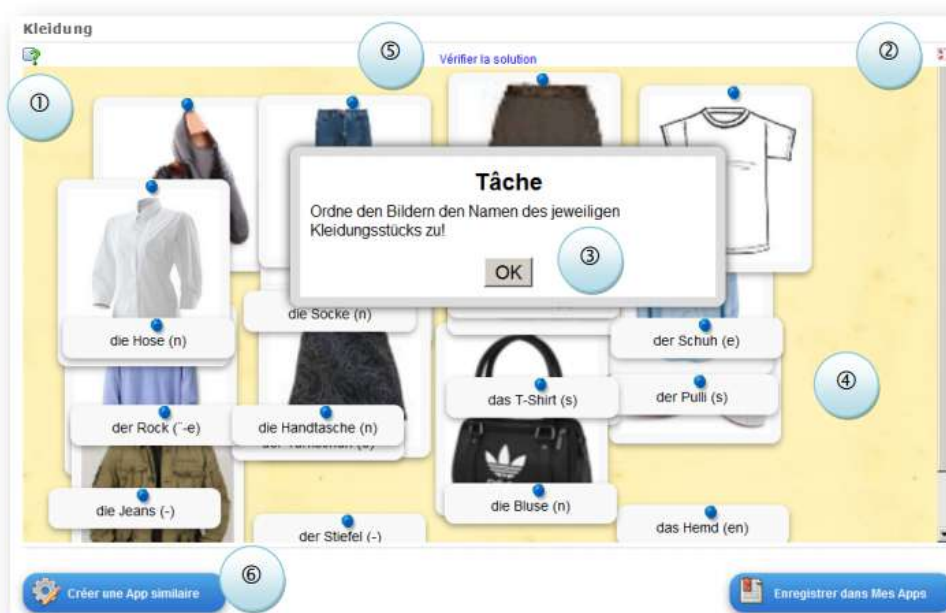 Kleidung
①
⑤
②
Vérifier la solution
Tâche
Ordne den Bildern den Namen des jeweiligen
Kleidungsstücks zu!
OK
③
die Socke (n)
die Hose (n)
der Schuh (e)
④
das T-Shirt (s)
der Pulli (s)
der Rock (¨-e)
die Handtasche (n)
die Jeans (-)
die Bluse (n)
der Stiefel (-)
das Hemd (en)
⑥
Créer une App similaire
Enregistrer dans Mes Apps